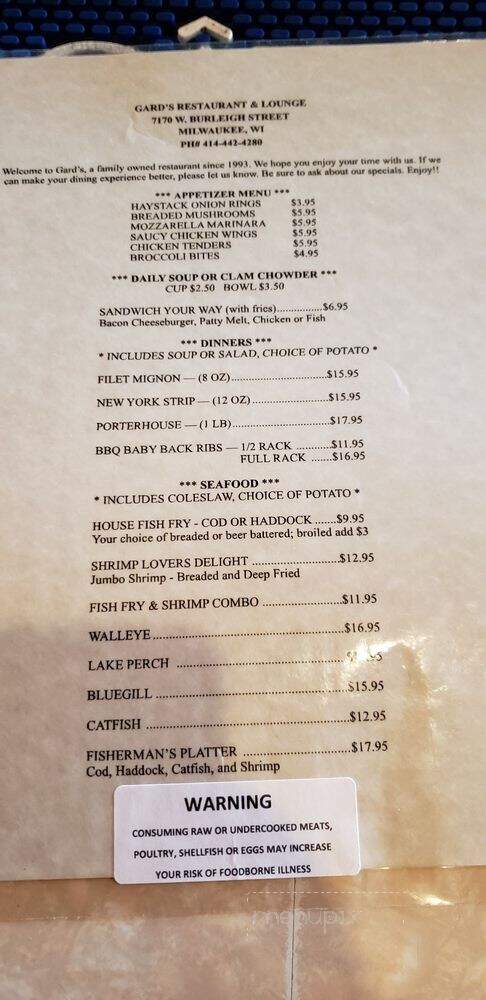 GARD'S RESTAURANT & LOUNGE
7170 W. BURLEIGH STREET
MILWAUKEE, WI
PH# 414-442-4280
Welcome to Gard's, a family owned restaurant since 1993. We hope you enjoy your time with us. If we
can make your dining experience better, please let us know. Be sure to ask about our specials. Enjoy!!
*** APPETIZER MENU ***
HAYSTACK ONION RINGS $3.95
BREADED MUSHROOMS $5.95
MOZZARELLA MARINARA $5.95
SAUCY CHICKEN WINGS $5.95
CHICKEN TENDERS $5.95
BROCCOLI BITES $4.95
*** DAILY SOUP OR CLAM CHOWDER ***
CUP $2.50 BOWL $3.50
SANDWICH YOUR WAY (with fries)................$6.95
Bacon Cheeseburger, Patty Melt, Chicken or Fish
*** DINNERS ***
* INCLUDES SOUP OR SALAD, CHOICE OF POTATO *
FILET MIGNON — (8 OZ)..............................$15.95
NEW YORK STRIP — (12 OZ)........................$15.95
PORTERHOUSE — (1 LB)..............................$17.95
BBQ BABY BACK RIBS — 1/2 RACK ...........$11.95
FULL RACK .......$16.95
*** SEAFOOD ***
* INCLUDES COLESLAW, CHOICE OF POTATO *
HOUSE FISH FRY - COD OR HADDOCK .......$9.95
Your choice of breaded or beer battered; broiled add $3
SHRIMP LOVERS DELIGHT .......................$12.95
Jumbo Shrimp - Breaded and Deep Fried
FISH FRY & SHRIMP COMBO .....................$11.95
WALLEYE..................................................$16.95
LAKE PERCH ............................................
BLUEGILL .................................................$15.95
CATFISH ....................................................$12.95
FISHERMAN'S PLATTER ...........................$17.95
Cod, Haddock, Catfish, and Shrimp
WARNING
CONSUMING RAW OR UNDERCOOKED MEATS,
POULTRY, SHELLFISH OR EGGS MAY INCREASE
YOUR RISK OF FOODBORNE ILLNESS